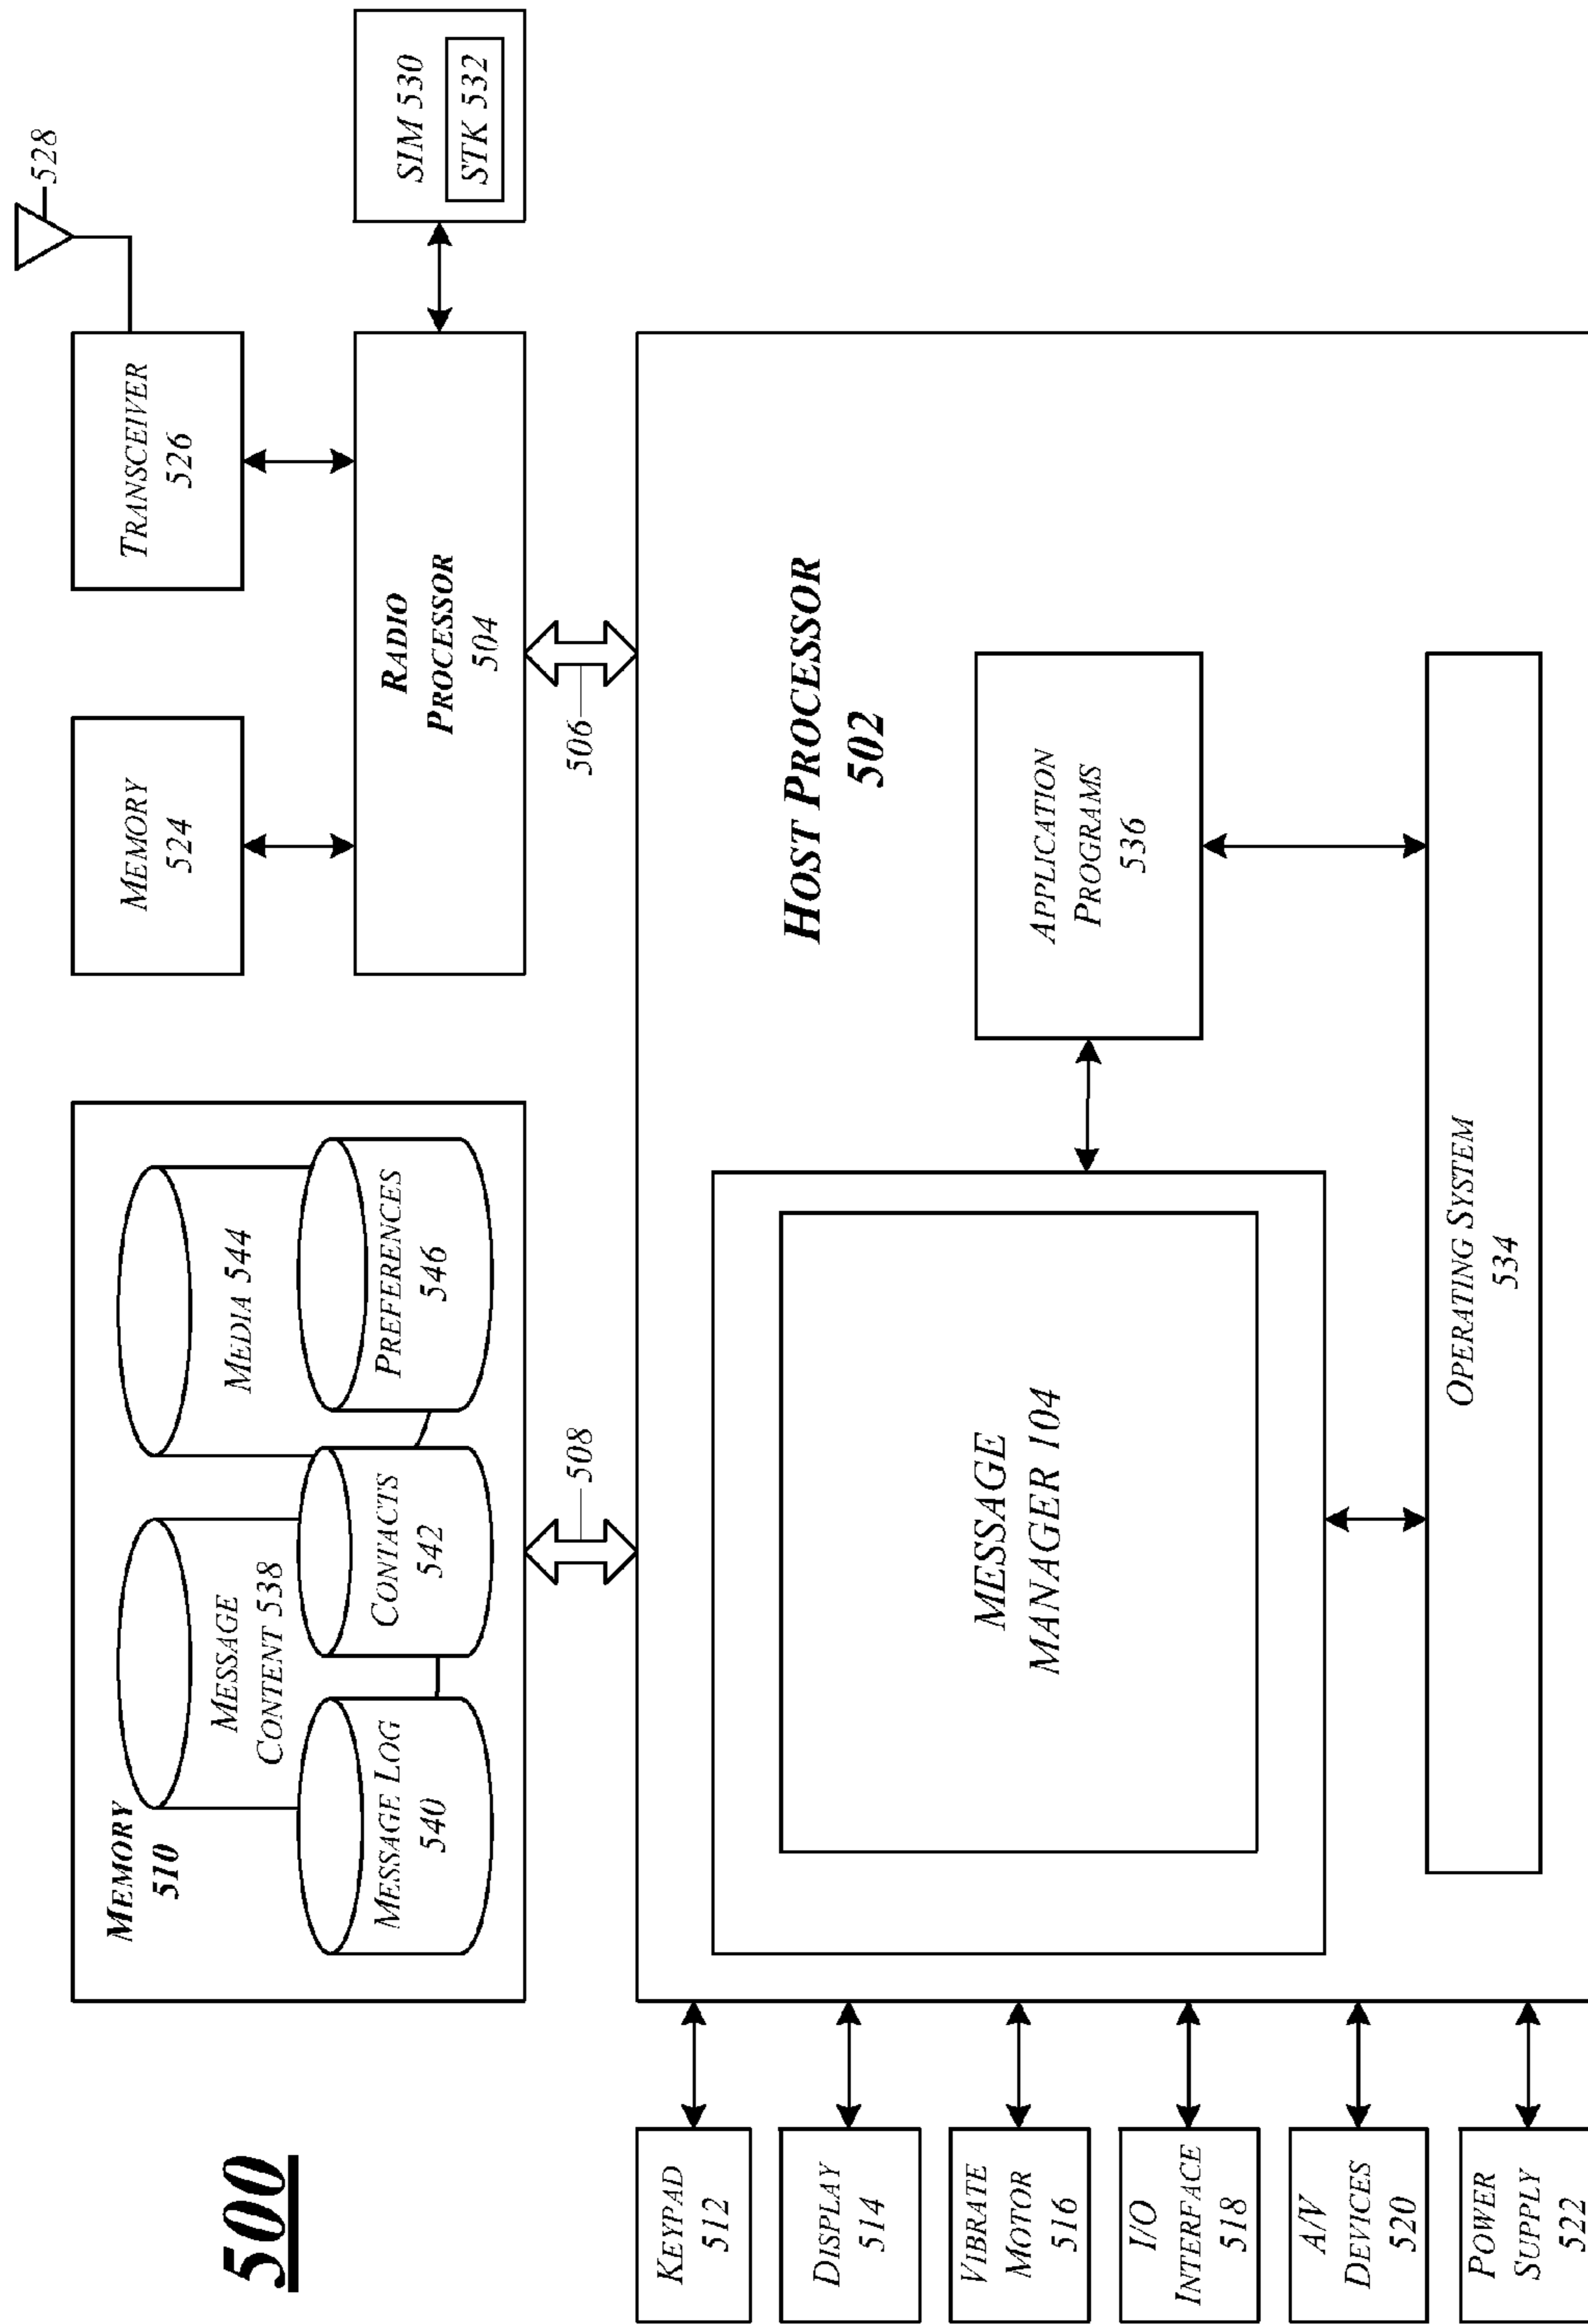 500
MEMORY
510
MESSAGE
CONTENT 538
MEDIA 544
MESSAGE LOG
540
CONTACTS
542
PREFERENCES
546
MEMORY
524
TRANSCEIVER
526
528
RADIO
PROCESSOR
504
SIM 530
STK 532
508
506
KEYPAD
512
DISPLAY
514
VIBRATE
MOTOR
516
I/O
INTERFACE
518
A/V
DEVICES
520
POWER
SUPPLY
522
HOST PROCESSOR
502
MESSAGE
MANAGER 104
APPLICATION
PROGRAMS
536
OPERATING SYSTEM
534